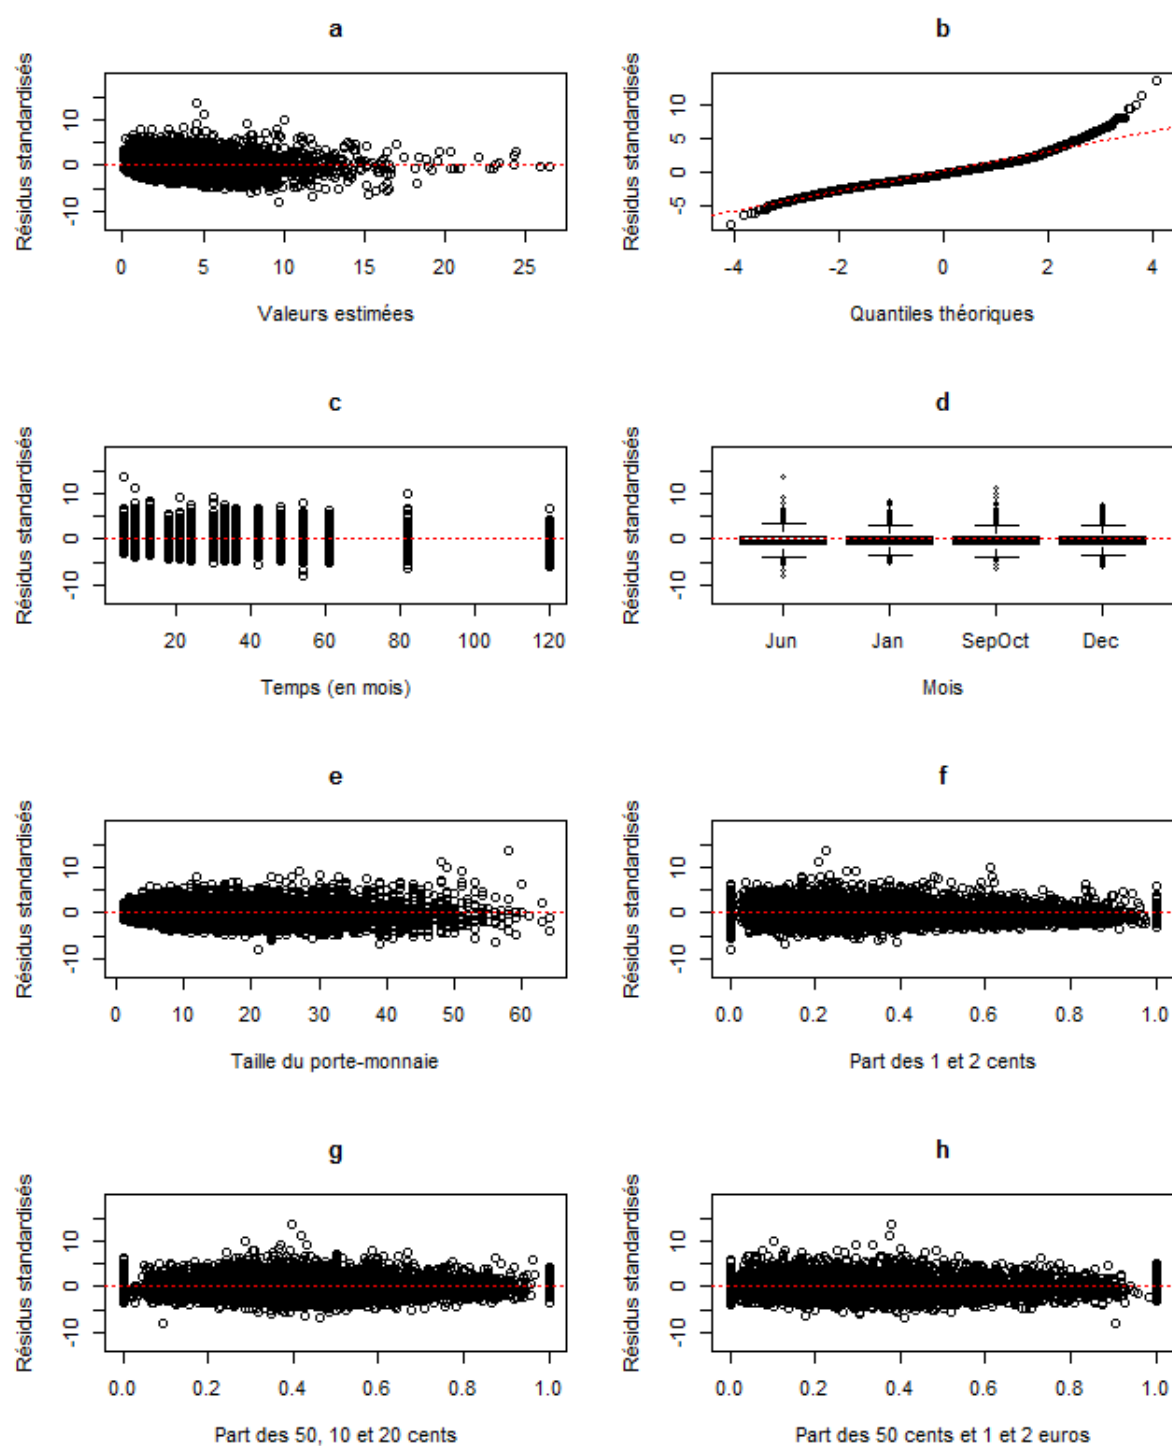 a
Résidus standardisés
-10 0 10
0 5 10 15 20 25
Valeurs estimées
b
Résidus standardisés
-5 0 5 10
-4 -2 0 2 4
Quantiles théoriques
c
Résidus standardisés
-10 0 10
20 40 60 80 100 120
Temps (en mois)
d
Résidus standardisés
-10 0 10
Jun Jan SepOct Dec
Mois
e
Résidus standardisés
-10 0 10
0 10 20 30 40 50 60
Taille du porte-monnaie
f
Résidus standardisés
-10 0 10
0.0 0.2 0.4 0.6 0.8 1.0
Part des 1 et 2 cents
g
Résidus standardisés
-10 0 10
0.0 0.2 0.4 0.6 0.8 1.0
Part des 50, 10 et 20 cents
h
Résidus standardisés
-10 0 10
0.0 0.2 0.4 0.6 0.8 1.0
Part des 50 cents et 1 et 2 euros